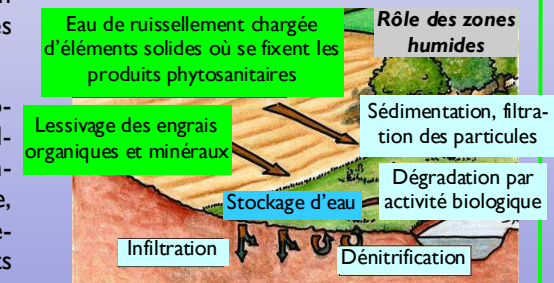 Eau de ruissellement chargée
d'éléments solides où se fixent les
produits phytosanitaires
Rôle des zones
humides
Lessivage des engrais
organiques et minéraux
Sédimentation, filtra-
tion des particules
Dégradation par
activité biologique
Stockage d'eau
Infiltration
Dénitrification